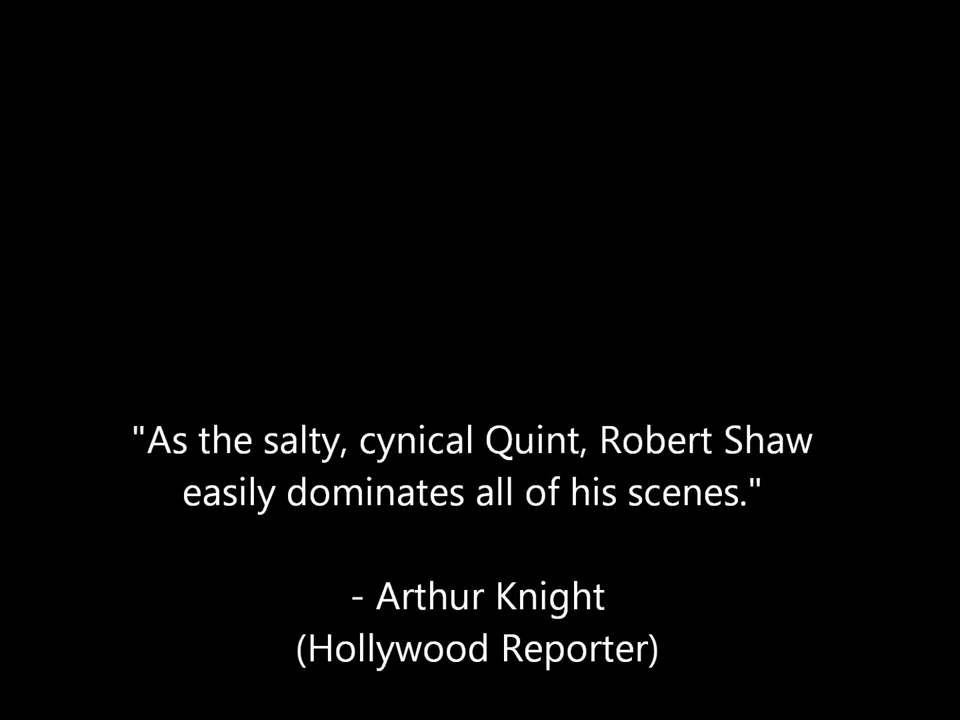 "As the salty, cynical Quint, Robert Shaw
easily dominates all of his scenes."
- Arthur Knight
(Hollywood Reporter)